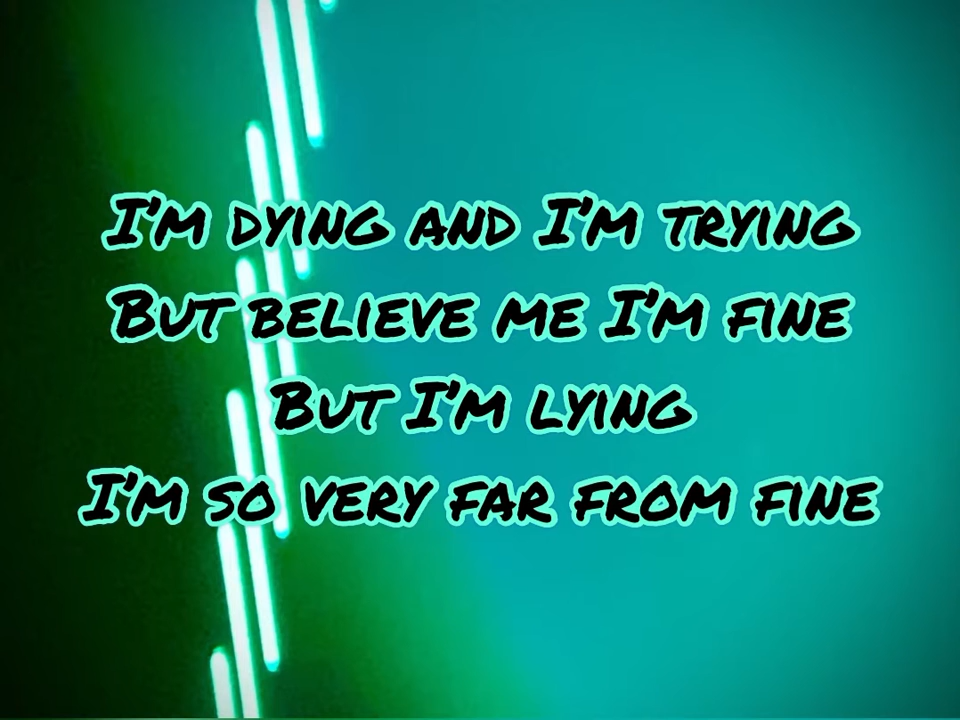 I'm dying and I'm trying
But believe me I'm fine
But I'm lying
I'm so very far from fine